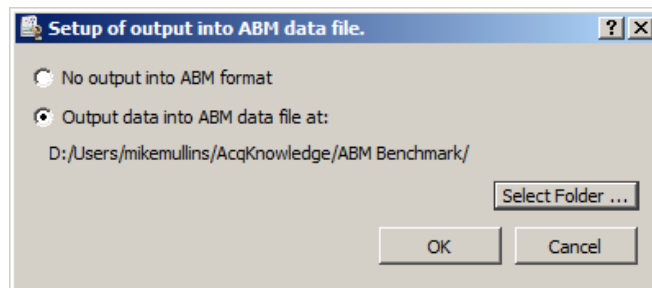 Setup of output into ABM data file.
No output into ABM format
Output data into ABM data file at:
D:/Users/mikemullins/AcqKnowledge/ABM Benchmark/
Select Folder ...
OK Cancel